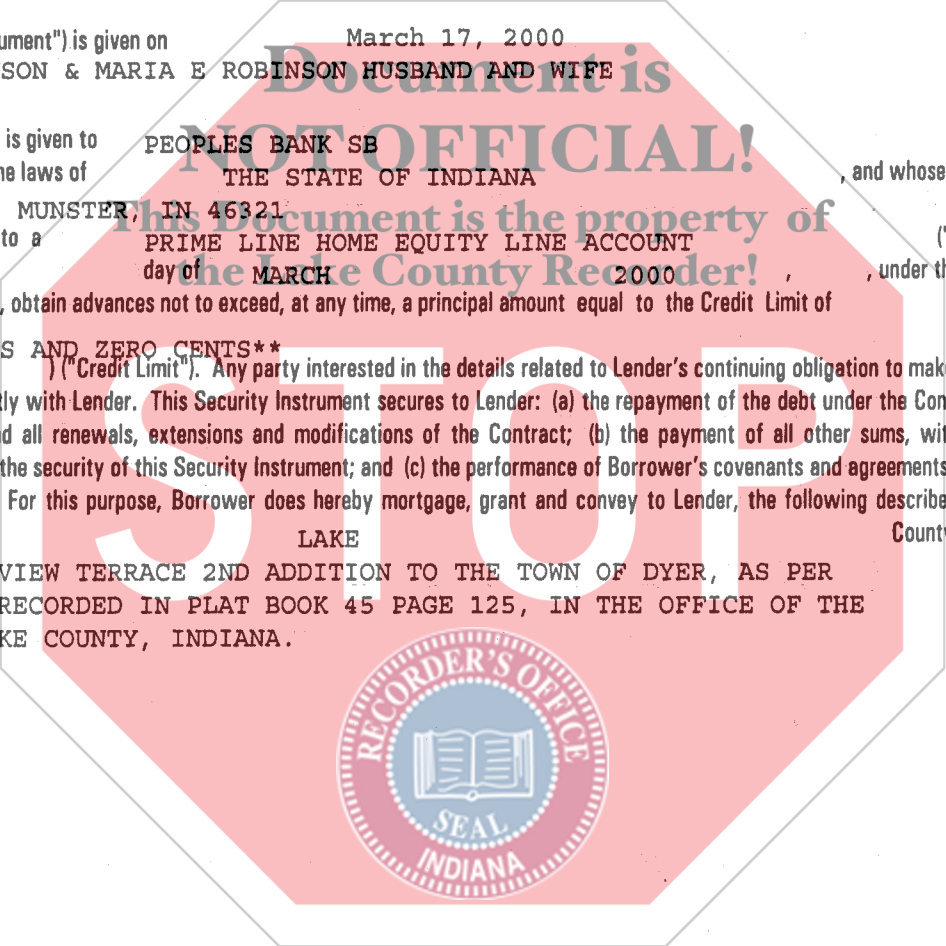 ument") is given on March 17, 2000
SON & MARIA E ROBINSON HUSBAND AND WIFE
Document is
is given to PEOPLES BANK SB
NOT OFFICIAL!
he laws of THE STATE OF INDIANA , and whose
MUNSTER, IN 46321
This Document is the property of
to a PRIME LINE HOME EQUITY LINE ACCOUNT ("
the Lake County Recorder!
day of MARCH 2000 , , under th
, obtain advances not to exceed, at any time, a principal amount equal to the Credit Limit of
S AND ZERO CENTS**
) ("Credit Limit"). Any party interested in the details related to Lender's continuing obligation to mak
tly with Lender. This Security Instrument secures to Lender: (a) the repayment of the debt under the Con
d all renewals, extensions and modifications of the Contract; (b) the payment of all other sums, wit
the security of this Security Instrument; and (c) the performance of Borrower's covenants and agreements
For this purpose, Borrower does hereby mortgage, grant and convey to Lender, the following describe
STOP
LAKE County
VIEW TERRACE 2ND ADDITION TO THE TOWN OF DYER, AS PER
RECORDED IN PLAT BOOK 45 PAGE 125, IN THE OFFICE OF THE
KE COUNTY, INDIANA.
RECORDER'S OFFICE
SEAL
INDIANA